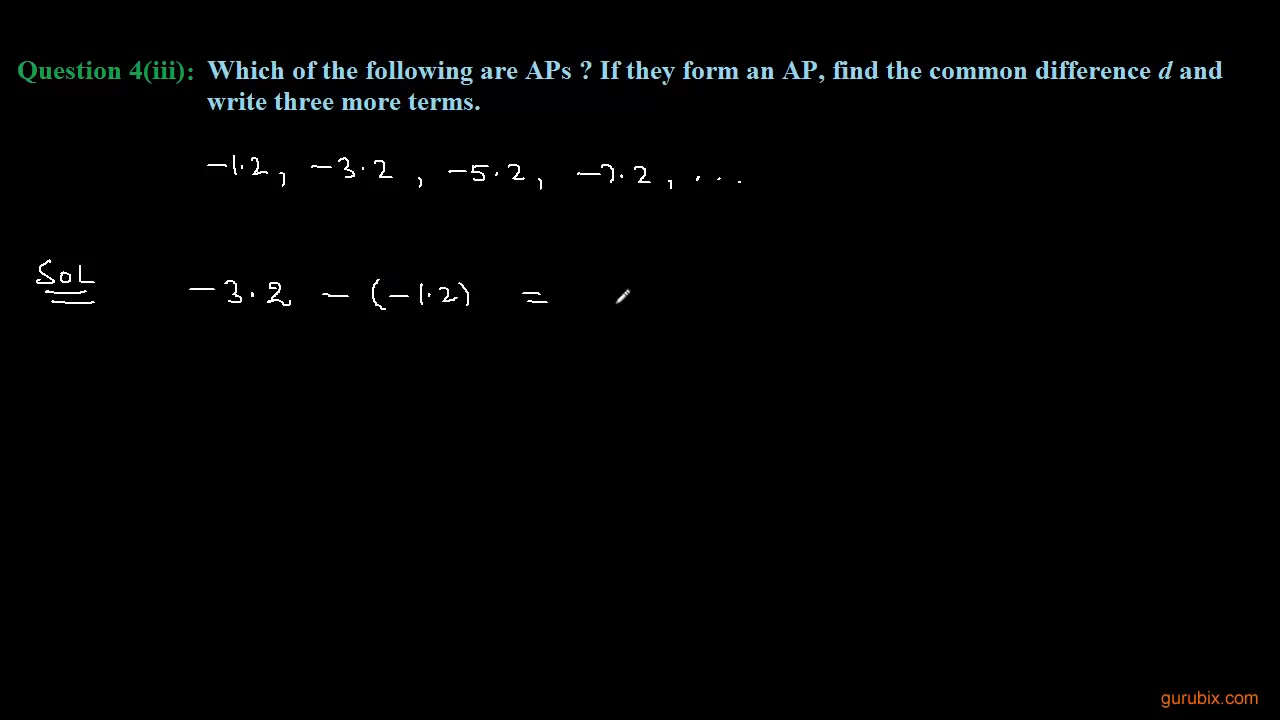 Question 4(iii): Which of the following are APs ? If they form an AP, find the common difference d and
write three more terms.
-1.2, -3.2, -5.2, -7.2, ...
SOL
-3.2 - (-1.2) =
gurubix.com